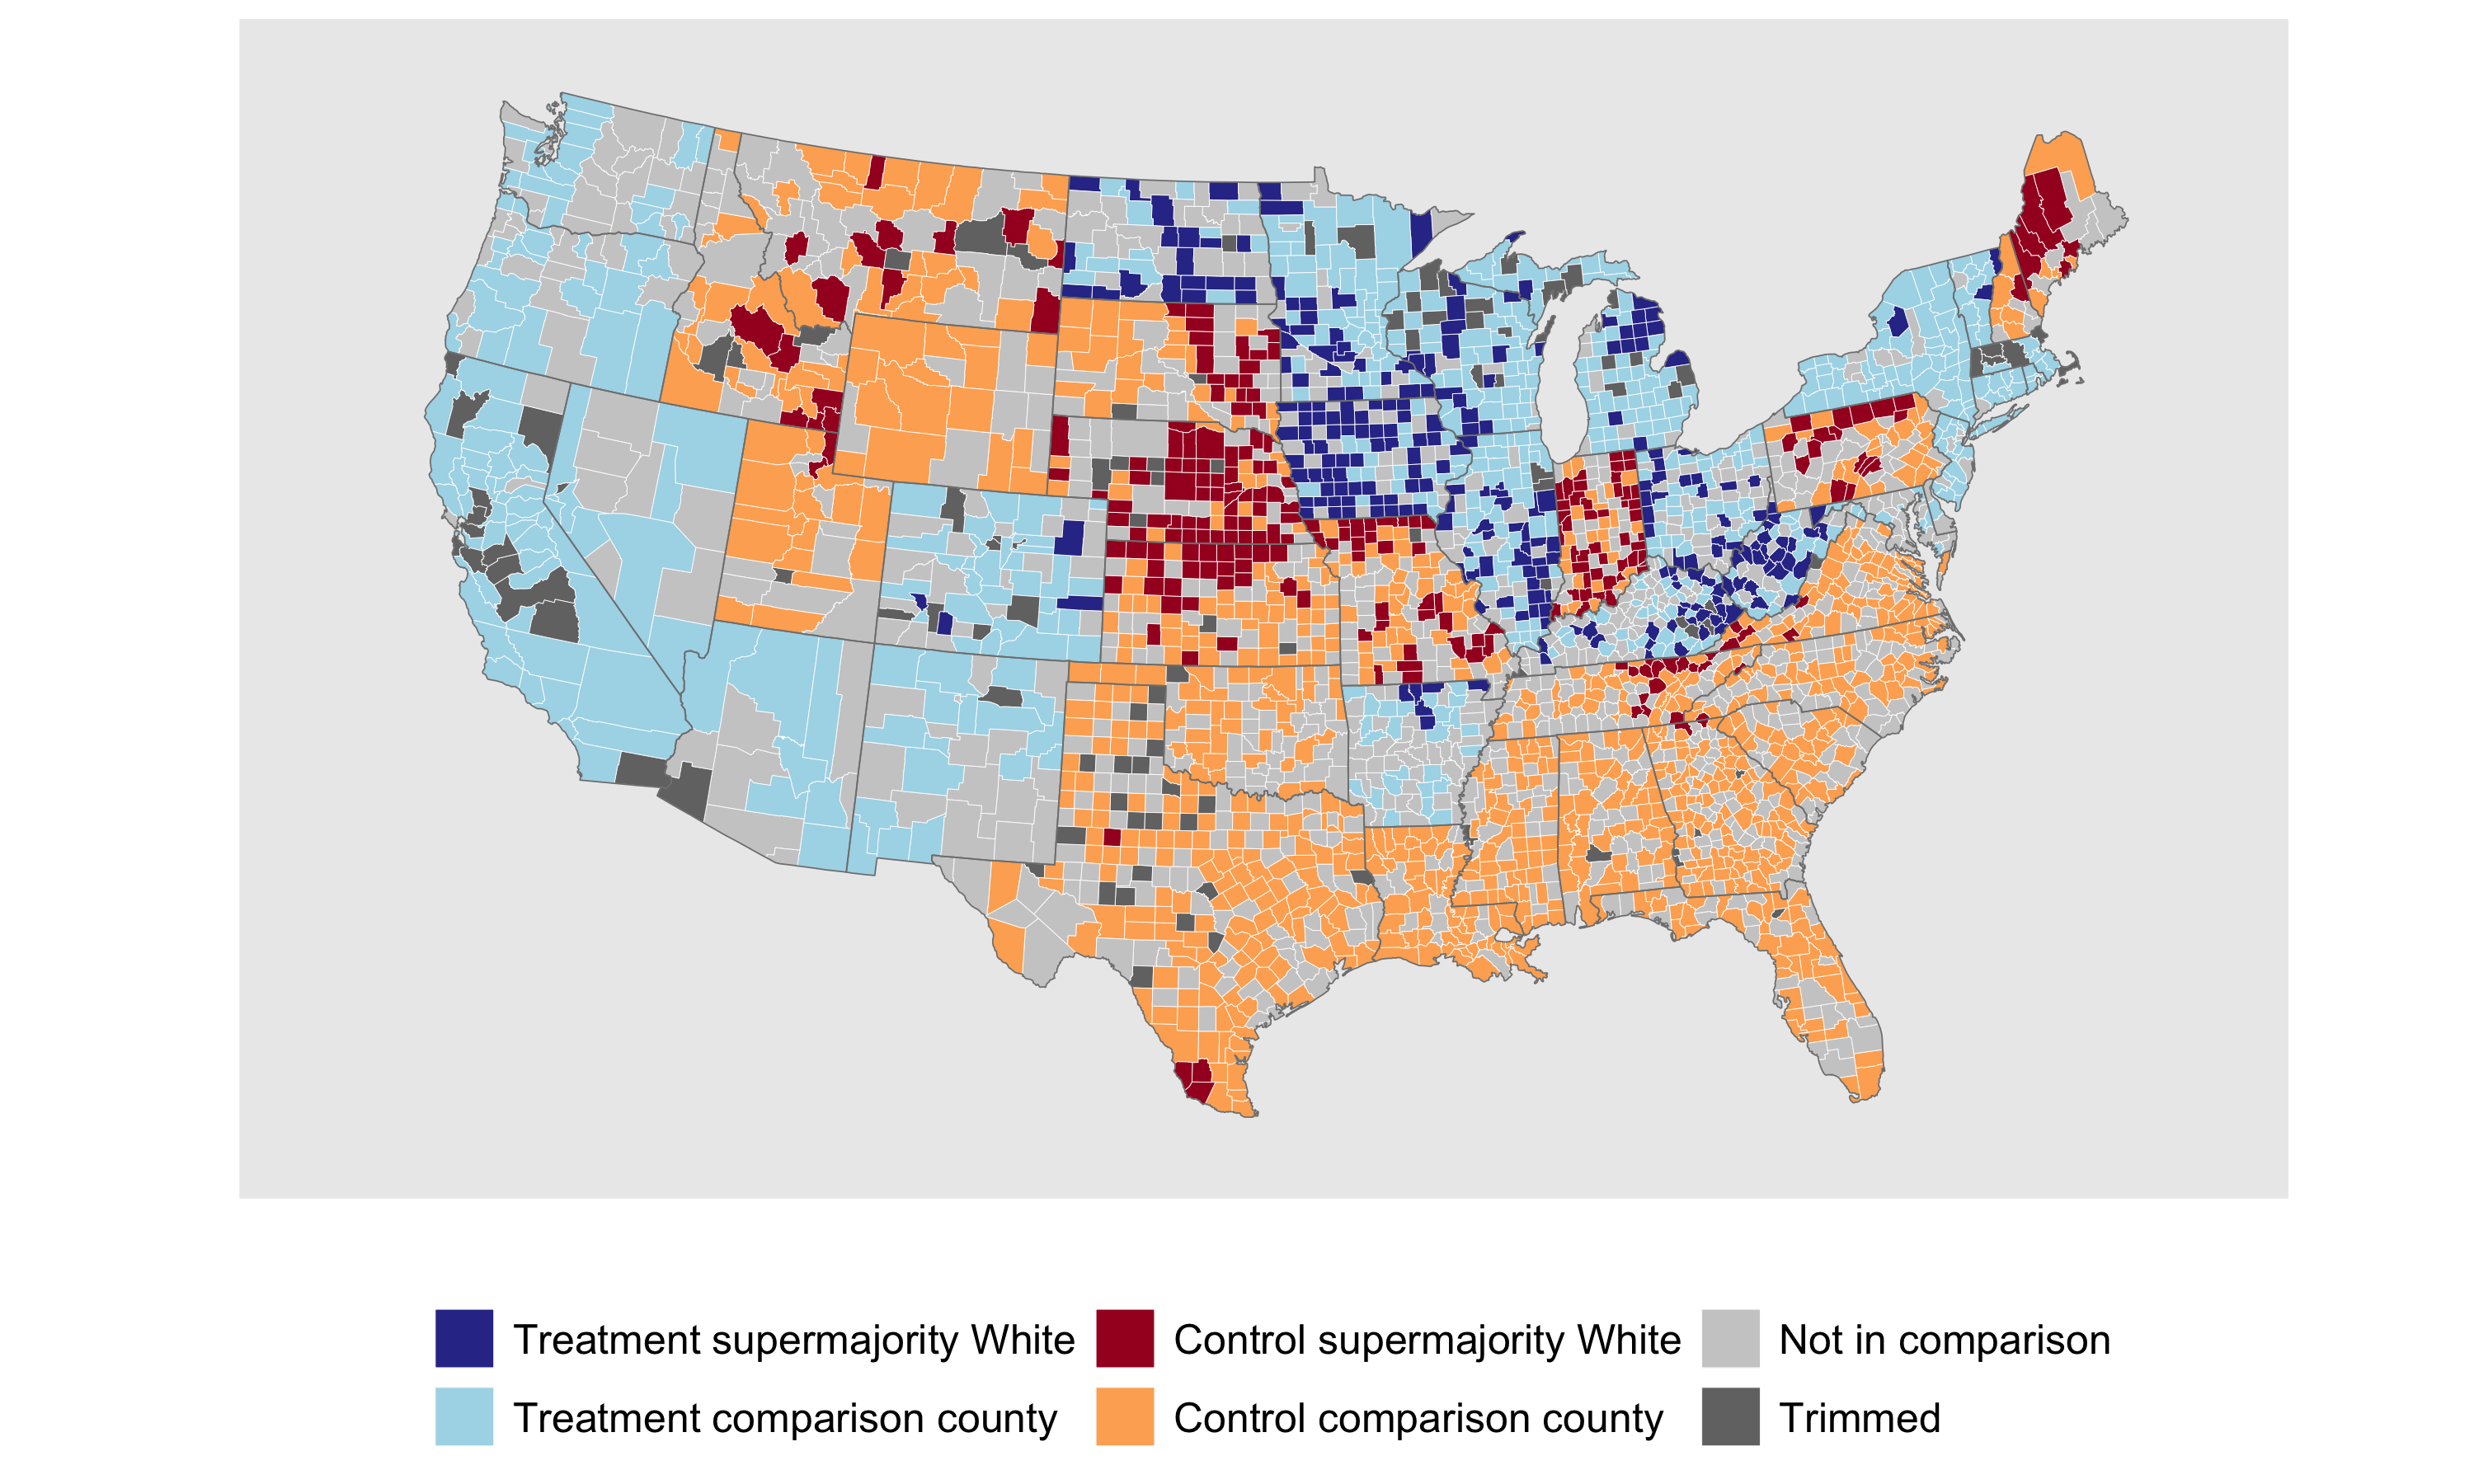 Treatment supermajority White
Control supermajority White
Not in comparison
Treatment comparison county
Control comparison county
Trimmed